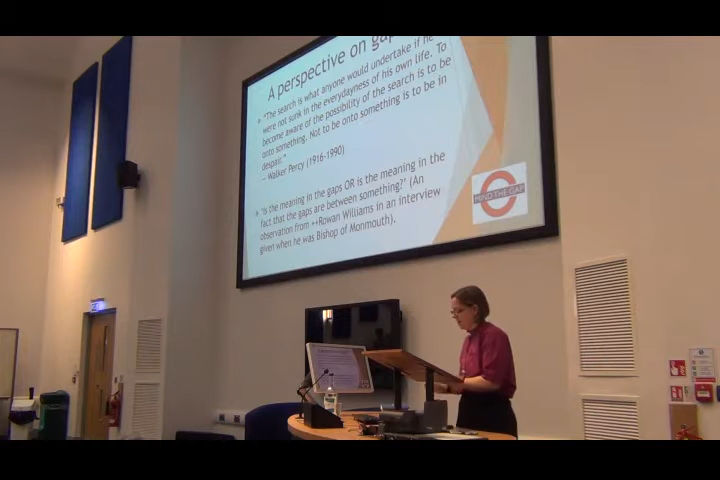 A perspective on gap
"The search is what anyone would undertake if he
were not sunk in the everydayness of his own life. To
become aware of the possibility of the search is to be
onto something. Not to be onto something is to be in
despair."
— Walker Percy (1916-1990)
"Is the meaning in the gaps OR is the meaning in the
fact that the gaps are between something?" (An
observation from ++Rowan Williams in an interview
given when he was Bishop of Monmouth).
MIND THE GAP